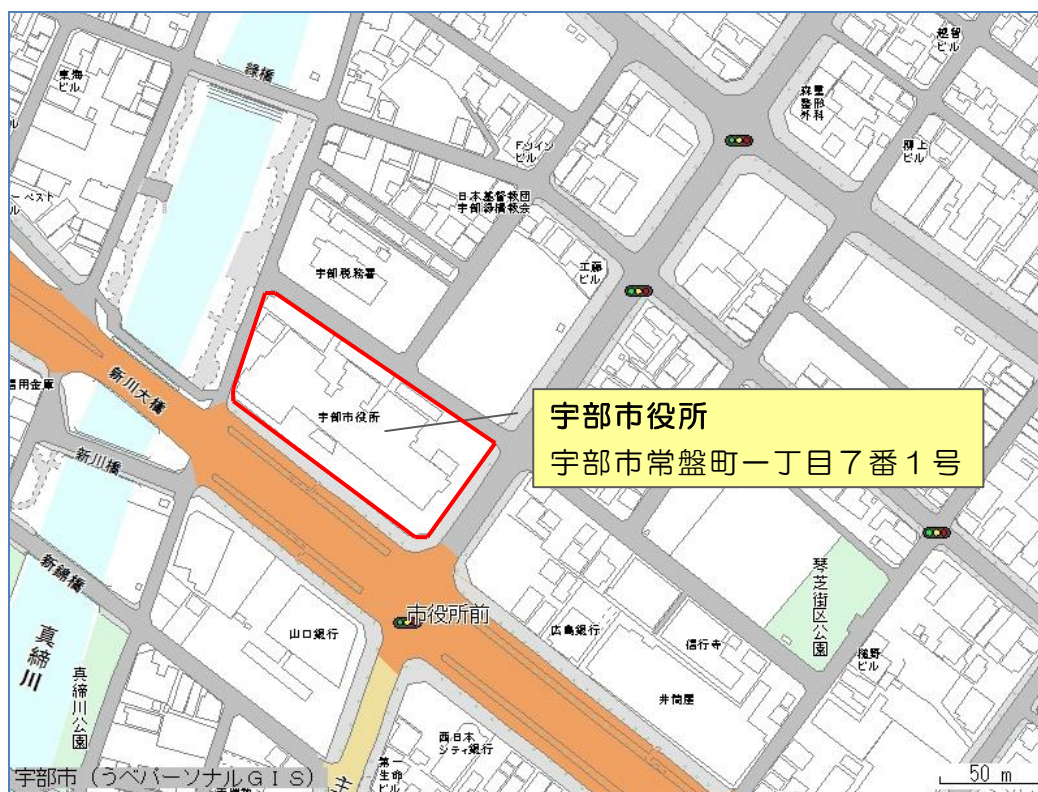 緑橋
東海
ビル
越智
ビル
森重
整形
外科
柳上
ビル
Fツイン
ビル
日本基督教団
宇部緑橋教会
宇部税務署
工藤
ビル
新川大橋
信用金庫
宇部市役所
宇部市役所
宇部市常盤町一丁目7番1号
新川橋
新錦橋
市役所前
山口銀行
広島銀行
信行寺
琴芝街区公園
ビル
井筒屋
真締川
真締川公園
西日本
シティ銀行
第一
生命
ビル
主
宇部市（うべパーソナルGIS）
50 m